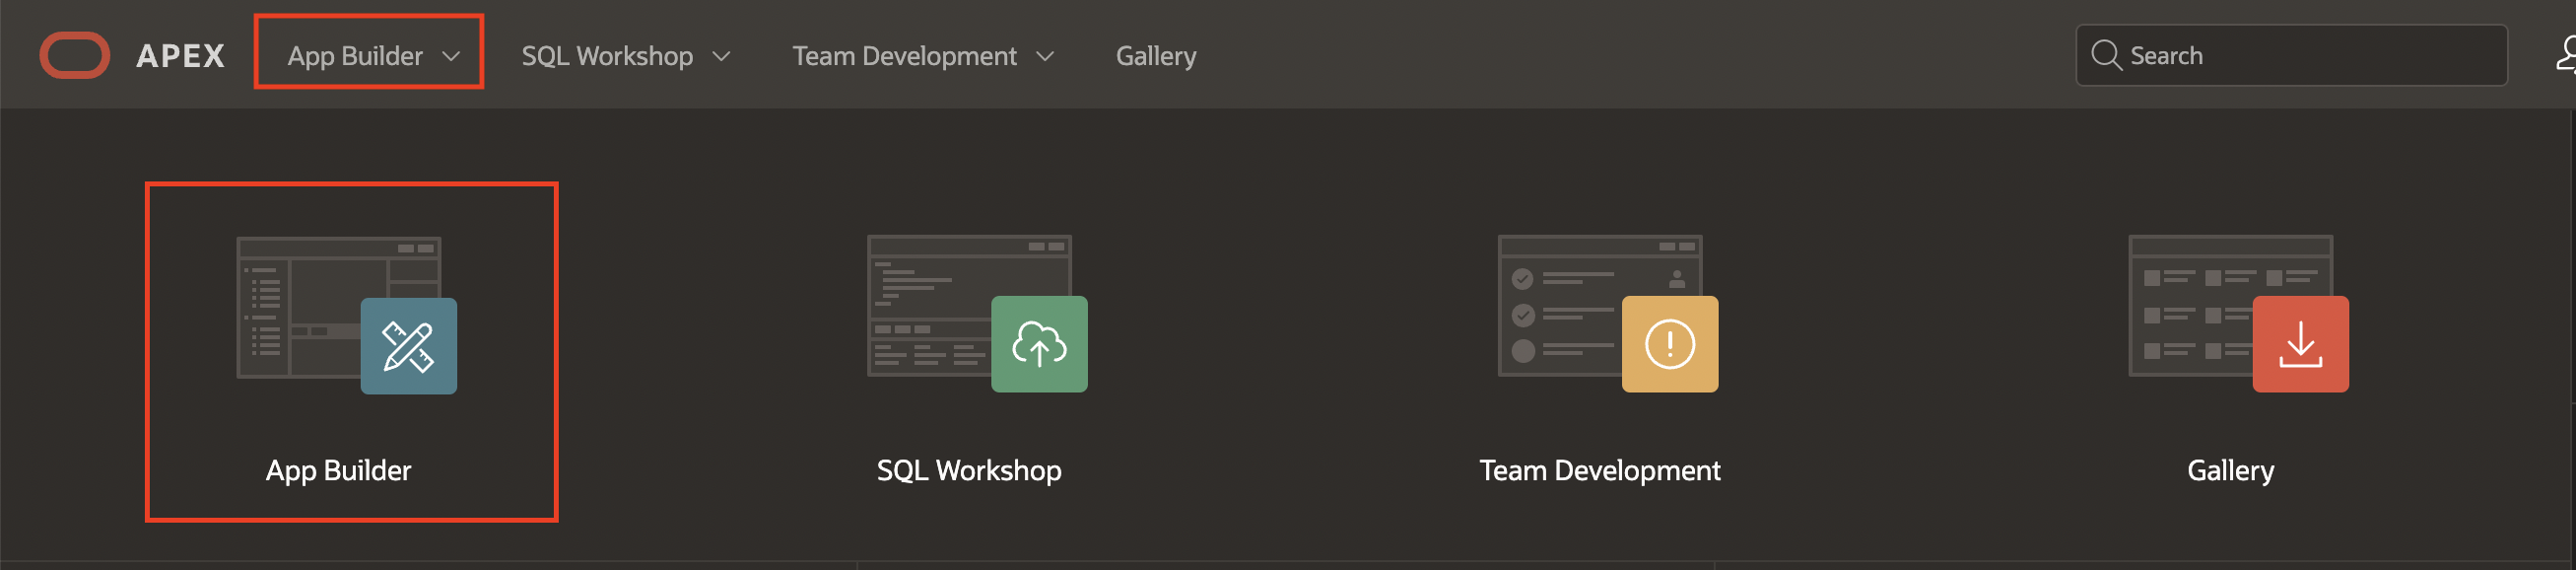 APEX App Builder SQL Workshop Team Development Gallery Search
App Builder SQL Workshop Team Development Gallery